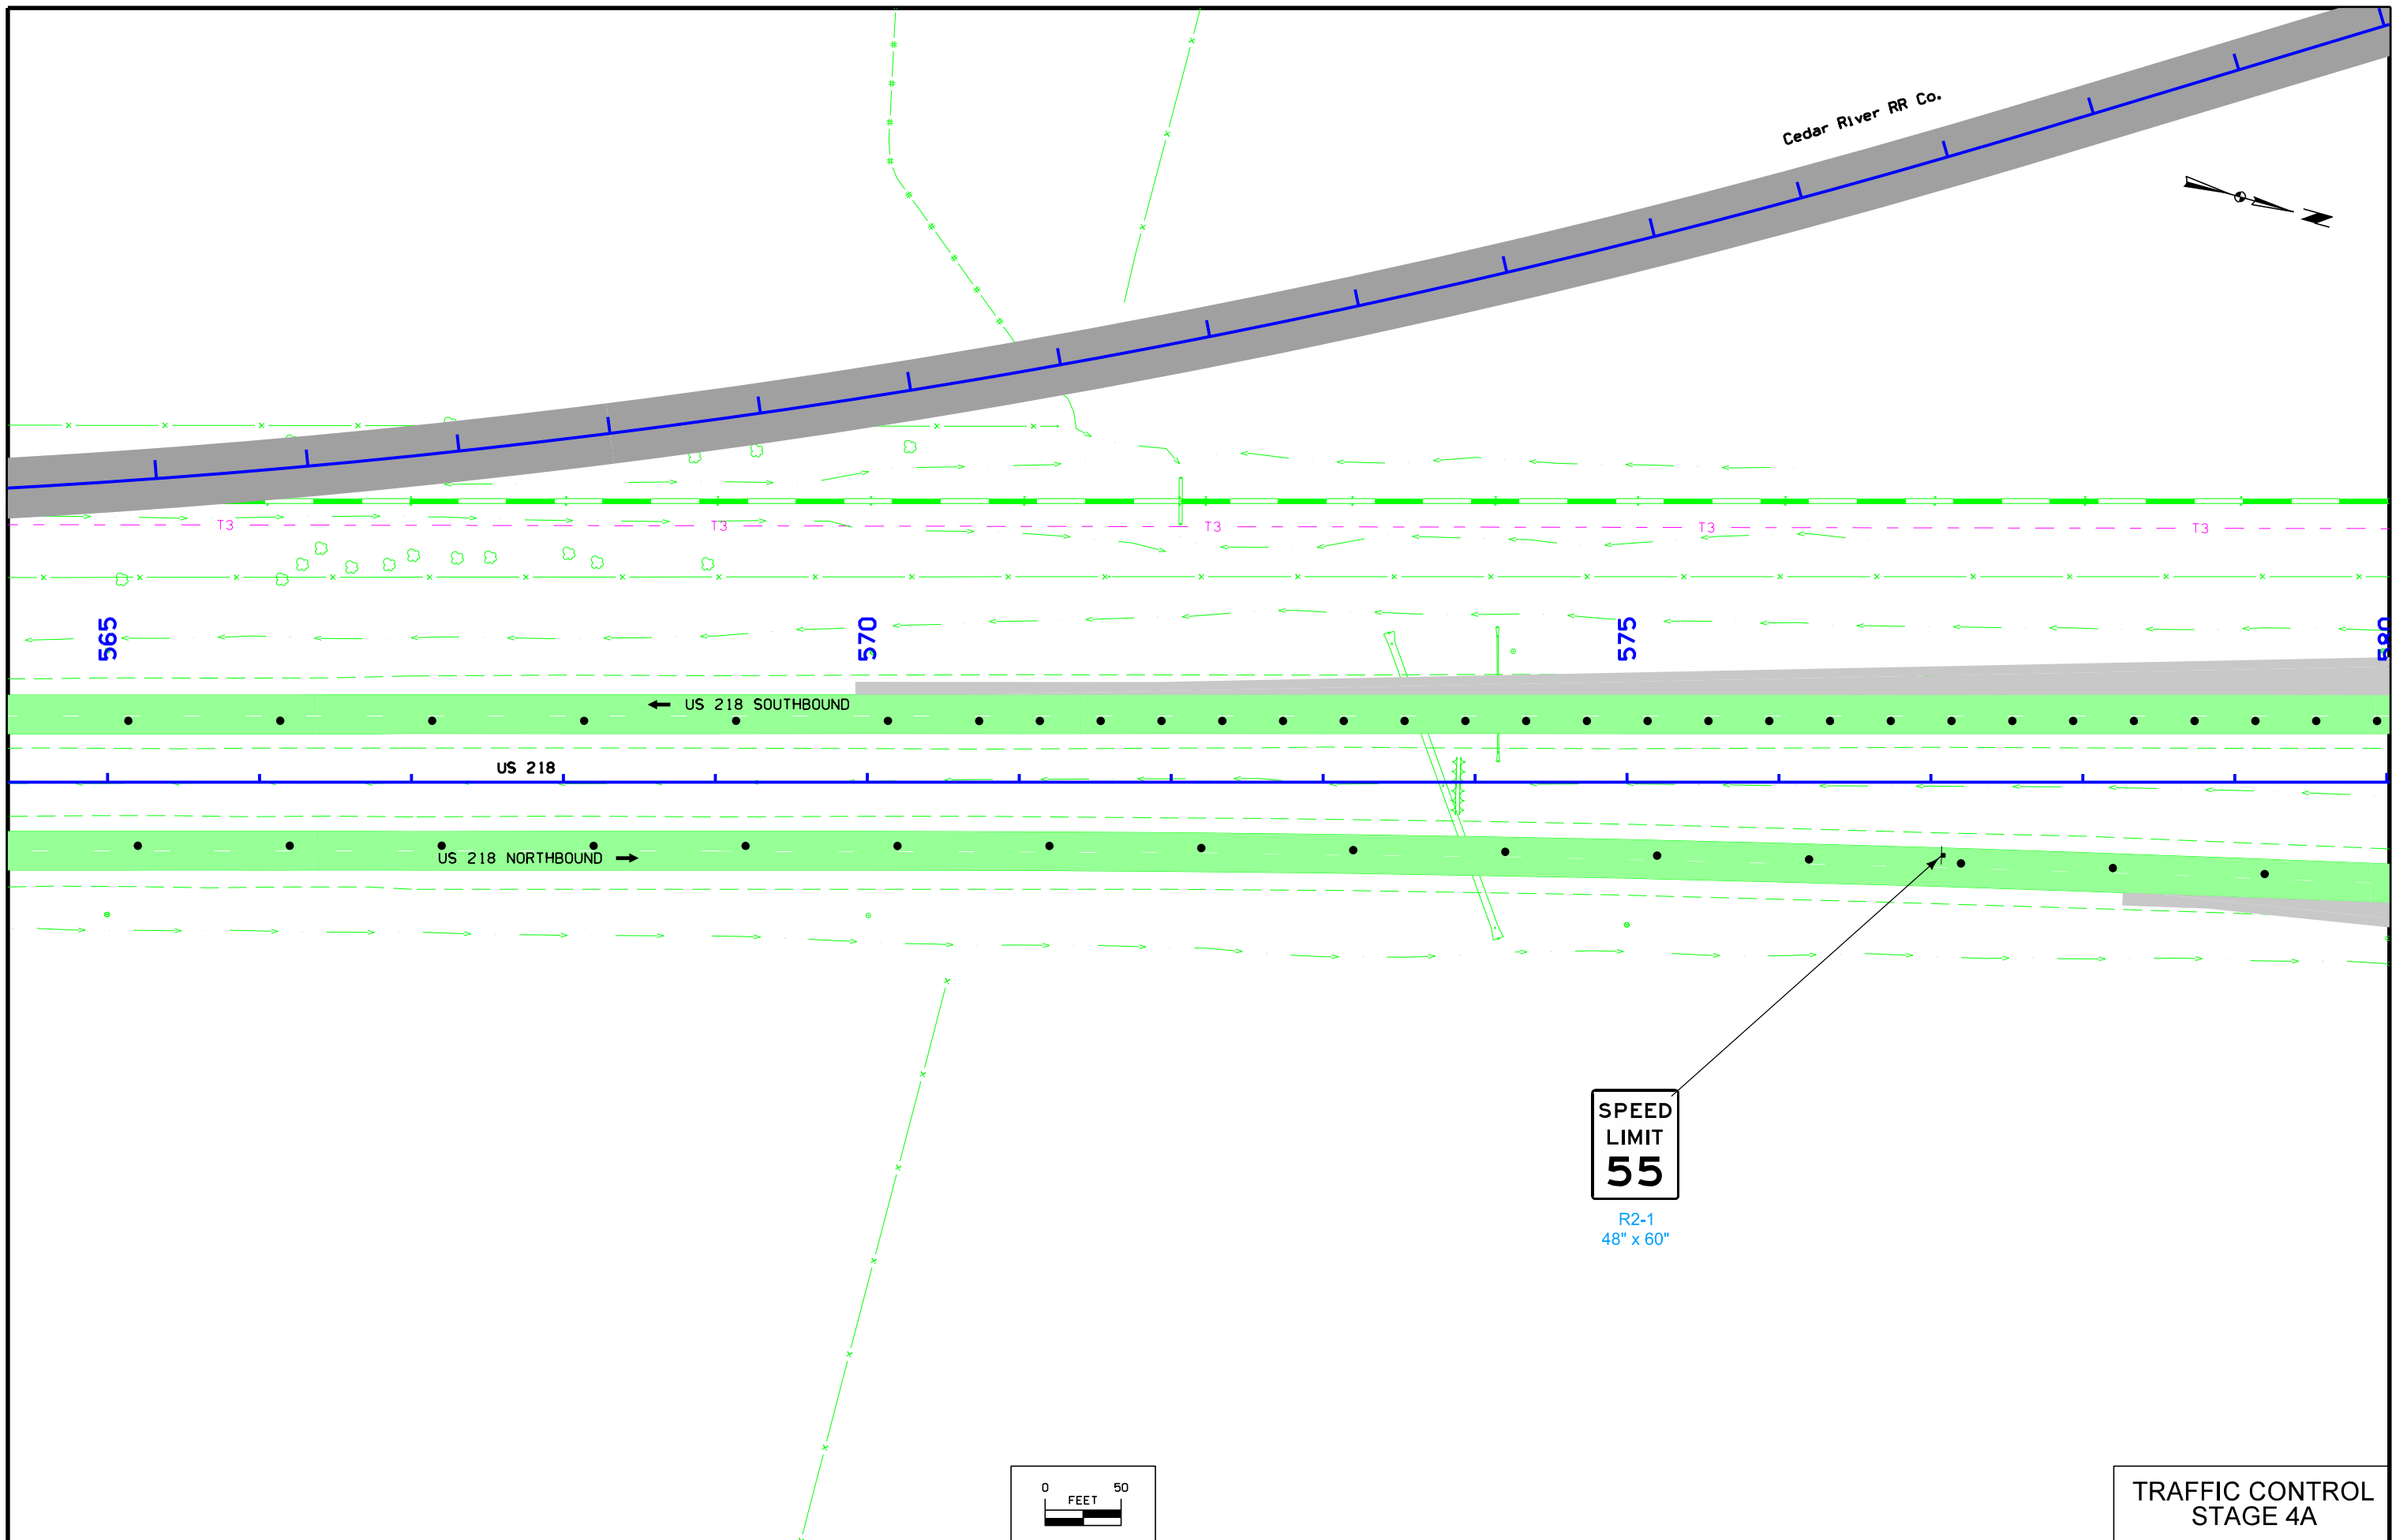 Cedar River RR Co.
N
T3
T3
T3
T3
T3
565
570
575
580
← US 218 SOUTHBOUND
US 218
US 218 NORTHBOUND →
SPEED
LIMIT
55
R2-1
48" x 60"
0 50
FEET
TRAFFIC CONTROL
STAGE 4A